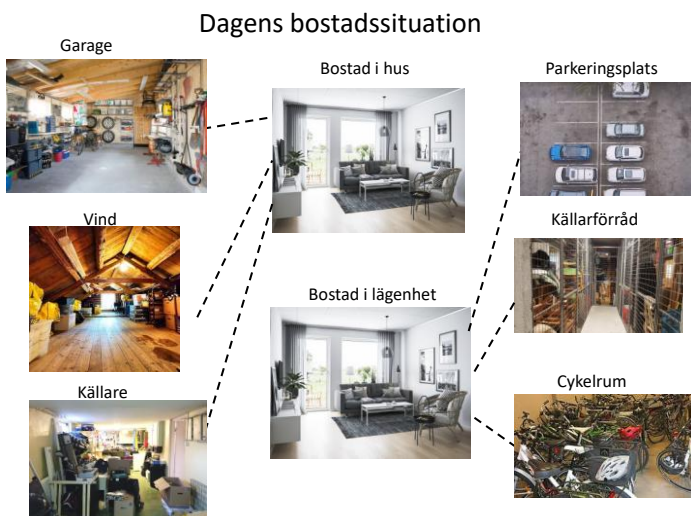 Dagens bostadssituation
Garage
Bostad i hus
Parkeringsplats
Vind
Källarförråd
Bostad i lägenhet
Källare
Cykelrum